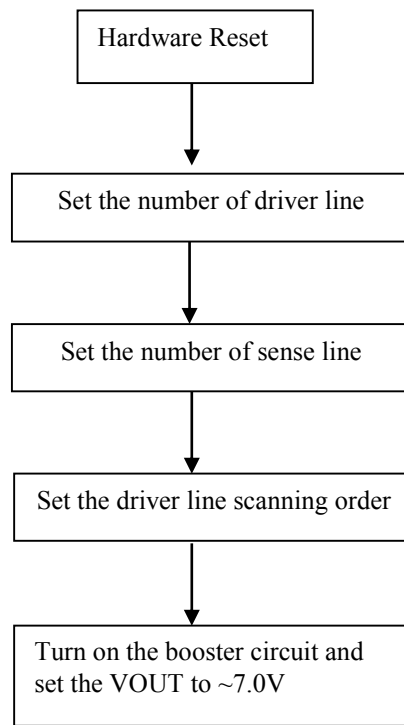 Hardware Reset
Set the number of driver line
Set the number of sense line
Set the driver line scanning order
Turn on the booster circuit and
set the VOUT to ~7.0V